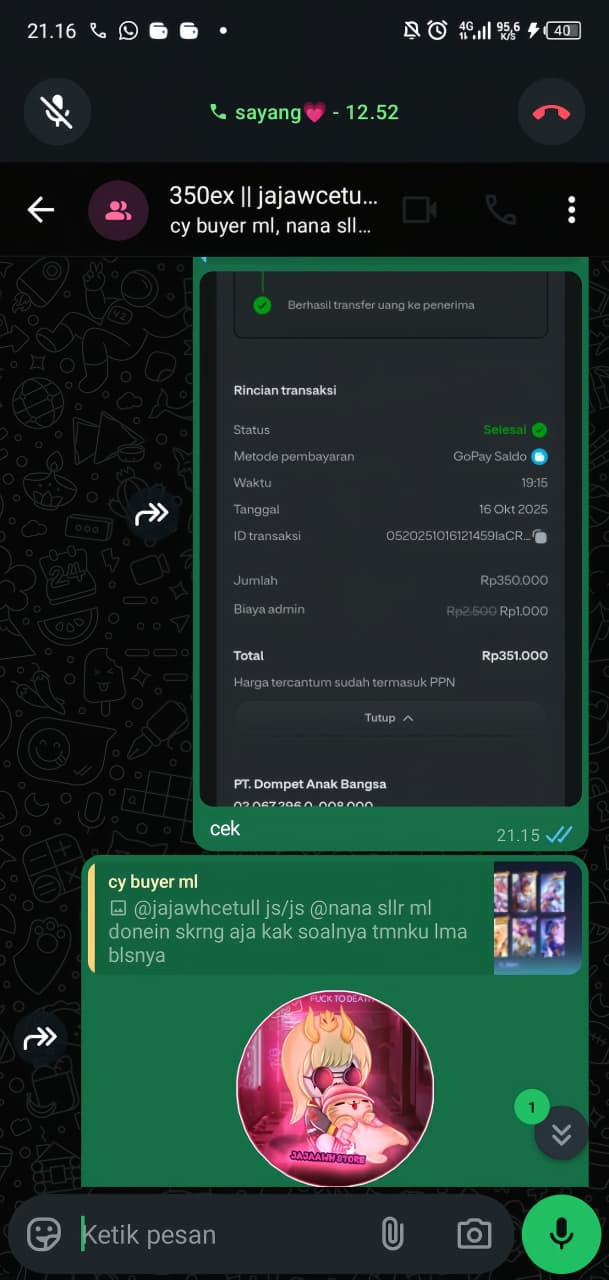 21.16
4G
95,6
K/S
40
sayang💗 - 12.52
350ex || jajawcetu...
cy buyer ml, nana sll...
Berhasil transfer uang ke penerima
Rincian transaksi
Status Selesai
Metode pembayaran GoPay Saldo
Waktu 19:15
Tanggal 16 Okt 2025
ID transaksi 0520251016121459IaCR...
Jumlah Rp350.000
Biaya admin Rp2.500 Rp1.000
Total Rp351.000
Harga tercantum sudah termasuk PPN
Tutup
PT. Dompet Anak Bangsa
cek
21.15
cy buyer ml
@jajawhcetull js/js @nana sllr ml
donein skrng aja kak soalnya tmnku lma
blsnya
FUCK TO DEATH
JAJAAWH STORE
1
Ketik pesan